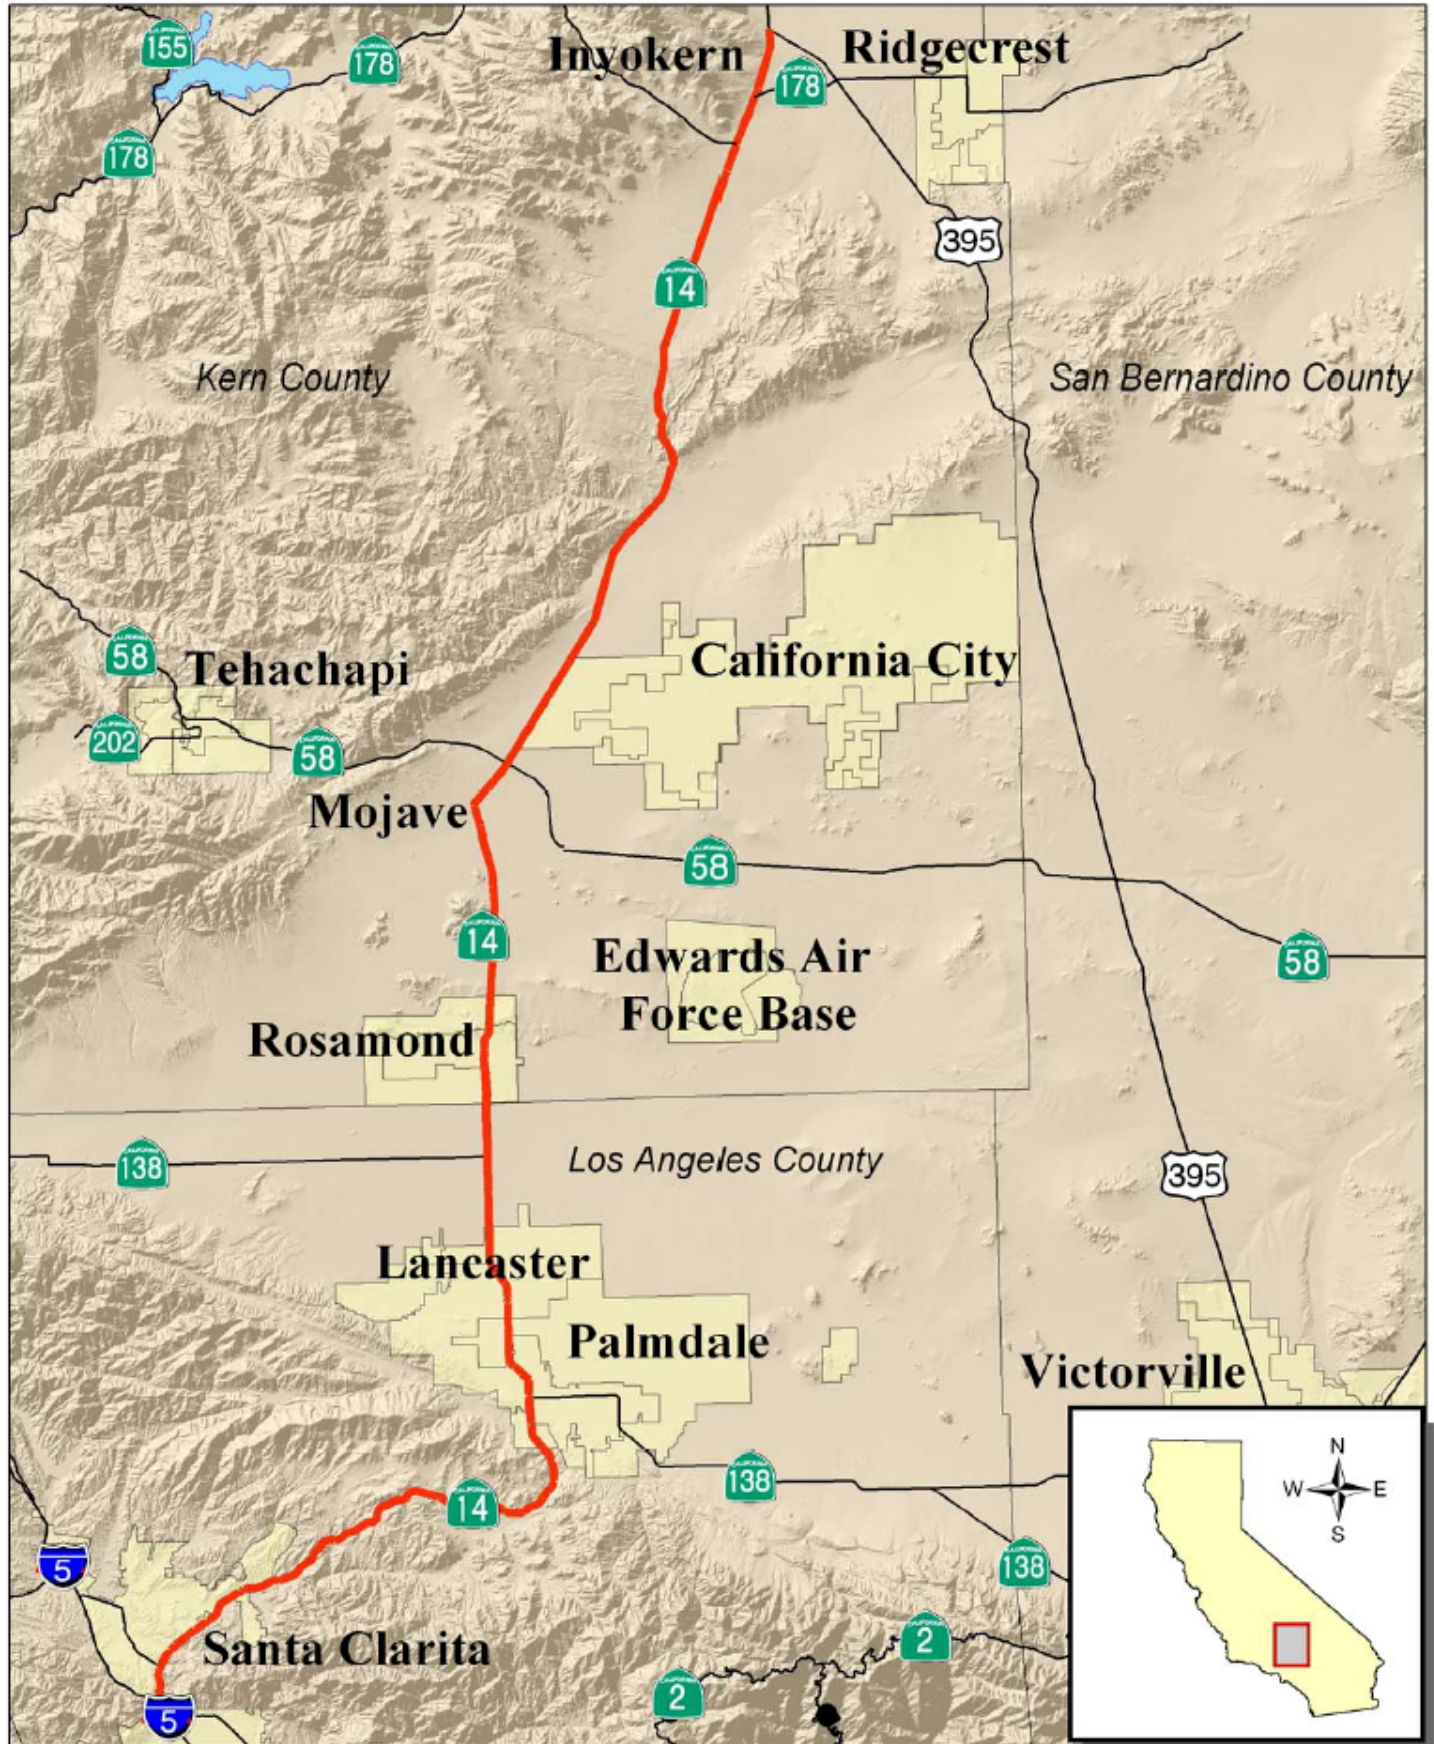 155
178
Inyokern
Ridgecrest
178
178
395
14
Kern County
San Bernardino County
58
Tehachapi
California City
202
58
Mojave
58
14
Edwards Air
Force Base
58
Rosamond
138
Los Angeles County
395
Lancaster
Palmdale
Victorville
138
14
N
W
E
S
5
138
Santa Clarita
2
2
5